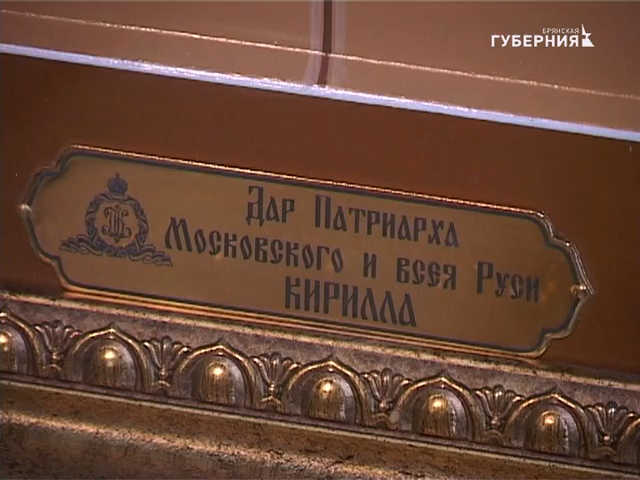 БРЯНСКАЯ
ГУБЕРНИЯ
Дар Патриарха
Московского и всея Руси
КИРИЛЛА